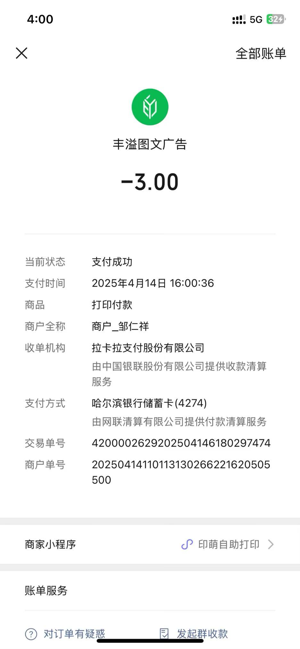 4:00
5G 32+
全部账单
丰溢图文广告
-3.00
当前状态 支付成功
支付时间 2025年4月14日 16:00:36
商品 打印付款
商户全称 商户_邹仁祥
收单机构 拉卡拉支付股份有限公司
由中国银联股份有限公司提供收款清算
服务
支付方式 哈尔滨银行储蓄卡(4274)
由网联清算有限公司提供付款清算服务
交易单号 4200002629202504146180297474
商户单号 20250414110113130266221620505
500
商家小程序 印萌自助打印
账单服务
对订单有疑惑 发起群收款